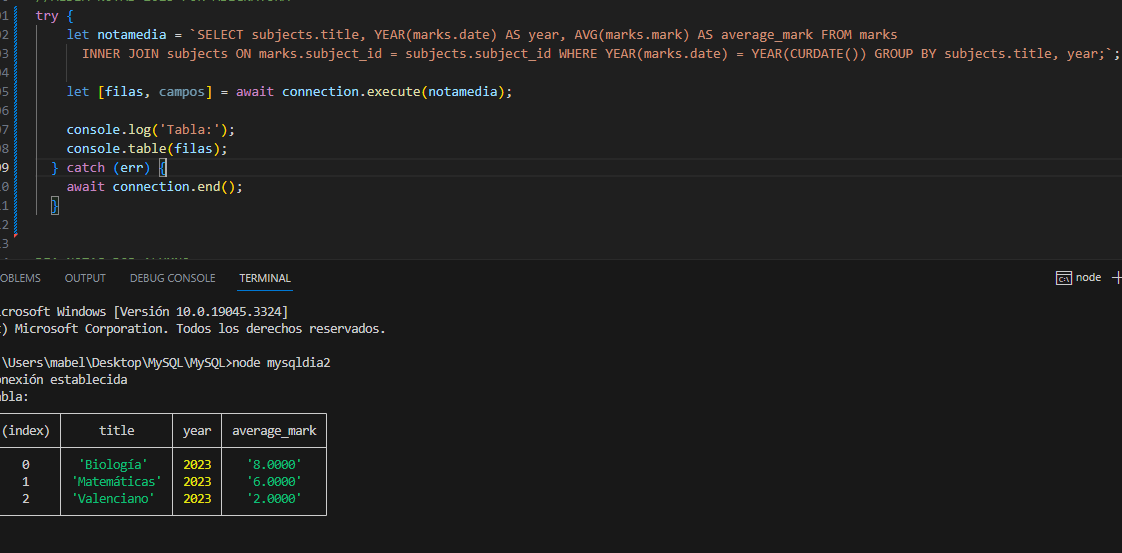 01 try {
02 let notamedia = `SELECT subjects.title, YEAR(marks.date) AS year, AVG(marks.mark) AS average_mark FROM marks
03 INNER JOIN subjects ON marks.subject_id = subjects.subject_id WHERE YEAR(marks.date) = YEAR(CURDATE()) GROUP BY subjects.title, year;`;
04
05 let [filas, campos] = await connection.execute(notamedia);
06
07 console.log('Tabla:');
08 console.table(filas);
09 } catch (err) {
10 await connection.end();
11 }
12
13
OBLEMS OUTPUT DEBUG CONSOLE TERMINAL node
crosoft Windows [Versión 10.0.19045.3324]
) Microsoft Corporation. Todos los derechos reservados.
\Users\mabel\Desktop\MySQL\MySQL>node mysqldia2
nexión establecida
bla:
(index) title year average_mark
0 'Biología' 2023 '8.0000'
1 'Matemáticas' 2023 '6.0000'
2 'Valenciano' 2023 '2.0000'